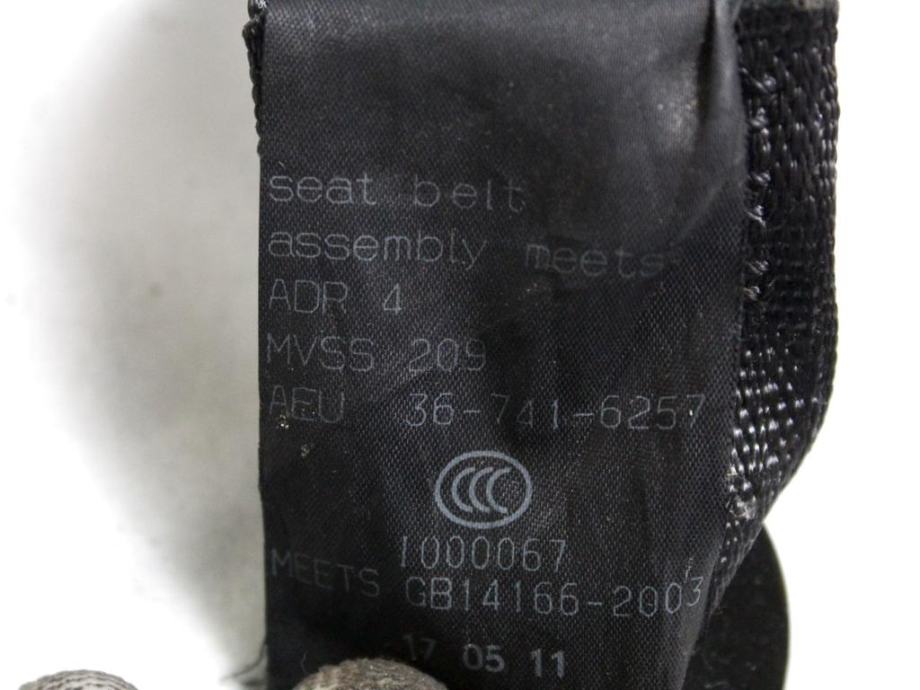 seat belt
assembly meets
ADR 4
MVSS 209
AEU 36-741-6257
CCC
1000067
MEETS GB14166-2003
17 05 11